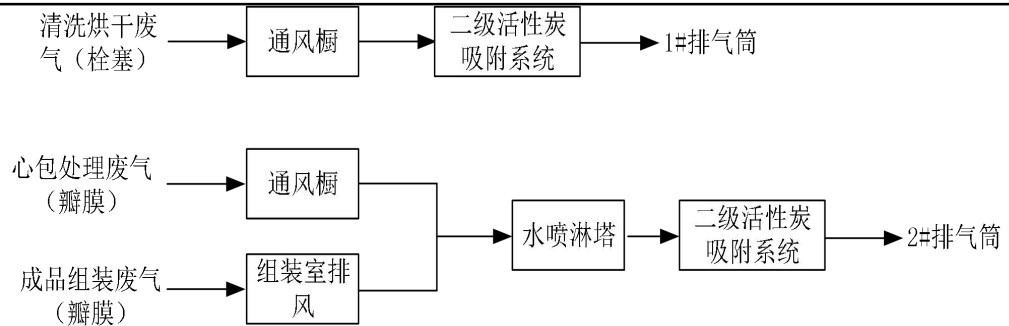 清洗烘干废
气（栓塞）
通风橱
二级活性炭
吸附系统
1#排气筒
心包处理废气
（瓣膜）
通风橱
成品组装废气
（瓣膜）
组装室排
风
水喷淋塔
二级活性炭
吸附系统
2#排气筒